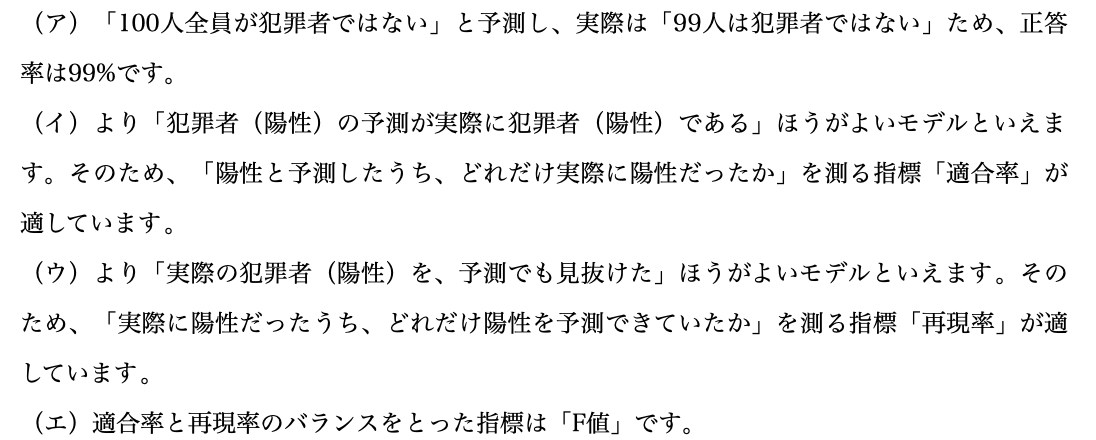 （ア）「100人全員が犯罪者ではない」と予測し、実際は「99人は犯罪者ではない」ため、正答
率は99%です。
（イ）より「犯罪者（陽性）の予測が実際に犯罪者（陽性）である」ほうがよいモデルといえま
す。そのため、「陽性と予測したうち、どれだけ実際に陽性だったか」を測る指標「適合率」が
適しています。
（ウ）より「実際の犯罪者（陽性）を、予測でも見抜けた」ほうがよいモデルといえます。その
ため、「実際に陽性だったうち、どれだけ陽性を予測できていたか」を測る指標「再現率」が適
しています。
（エ）適合率と再現率のバランスをとった指標は「F値」です。